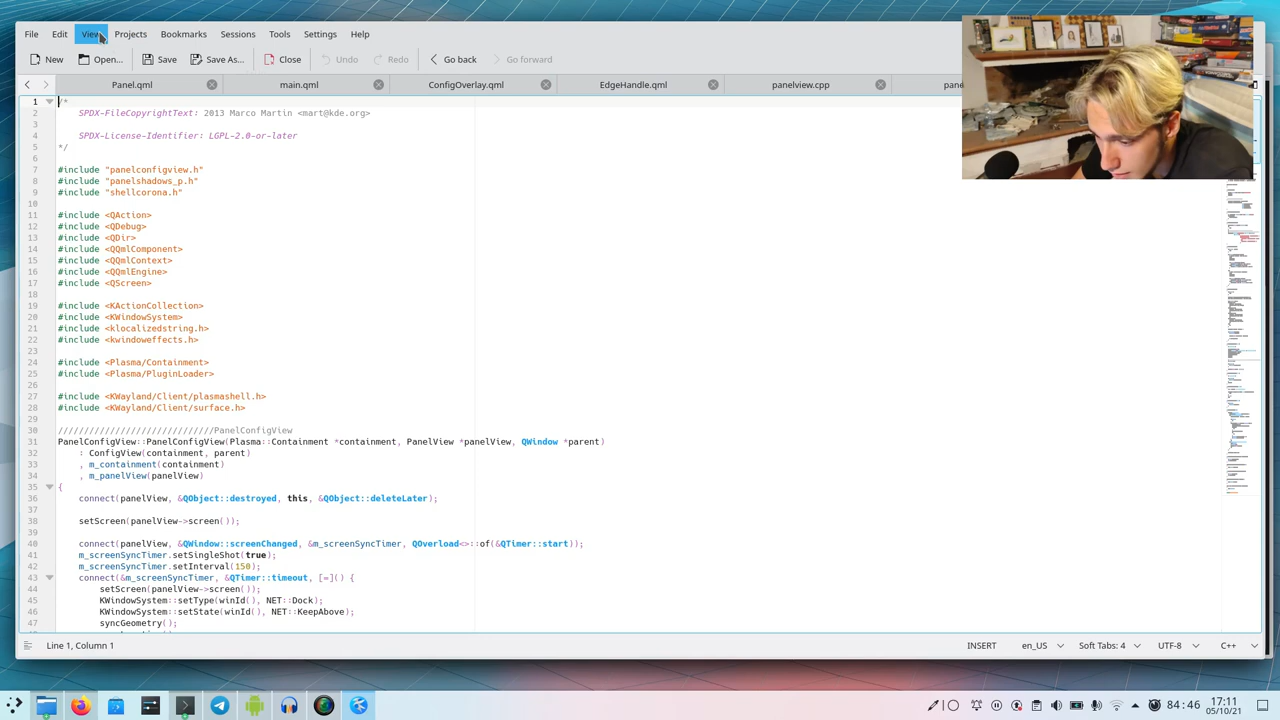 File Edit View Projects Bookmarks Sessions Tools Settings Help
New Open... Save Save As... Close Undo Redo Go back
Panel.qml main.qml ConfigOverlay.qml EdgeHandle.qml panelview.cpp
1 /*
2 SPDX-FileCopyrightText: 2013 Marco Martin <mart@kde.org>
3
4 SPDX-License-Identifier: LGPL-2.0-or-later
5 */
6
7 #include "panelconfigview.h"
8 #include "panelshadows_p.h"
9 #include "shellcorona.h"
10
11 #include <QAction>
12 #include <QDebug>
13 #include <QDir>
14 #include <QQmlComponent>
15 #include <QQmlContext>
16 #include <QQmlEngine>
17 #include <QScreen>
18
19 #include <KActionCollection>
20 #include <KWindowSystem>
21 #include <klocalizedstring.h>
22 #include <kwindoweffects.h>
23
24 #include <Plasma/Containment>
25 #include <Plasma/PluginLoader>
26
27 #include <KWayland/Client/plasmashell.h>
28 #include <KWayland/Client/surface.h>
29
30 //////////////////////////////PanelConfigView
31 PanelConfigView::PanelConfigView(Plasma::Containment *containment, PanelView *panelView, QWindow *parent)
32 : ConfigView(containment, parent)
33 , m_containment(containment)
34 , m_panelView(panelView)
35 {
36 connect(panelView, &QObject::destroyed, this, &QObject::deleteLater);
37
38 setScreen(panelView->screen());
39
40 connect(panelView, &QWindow::screenChanged, &m_screenSyncTimer, QOverload<>::of(&QTimer::start));
41 m_screenSyncTimer.setSingleShot(true);
42 m_screenSyncTimer.setInterval(150);
43 connect(&m_screenSyncTimer, &QTimer::timeout, [=]() {
44 setScreen(panelView->screen());
45 KWindowSystem::setType(winId(), NET::Dock);
46 KWindowSystem::setState(winId(), NET::KeepAbove);
47 syncGeometry();
Line 1, Column 1 INSERT en_US Soft Tabs: 4 UTF-8 C++
84:46 17:11
05/10/21